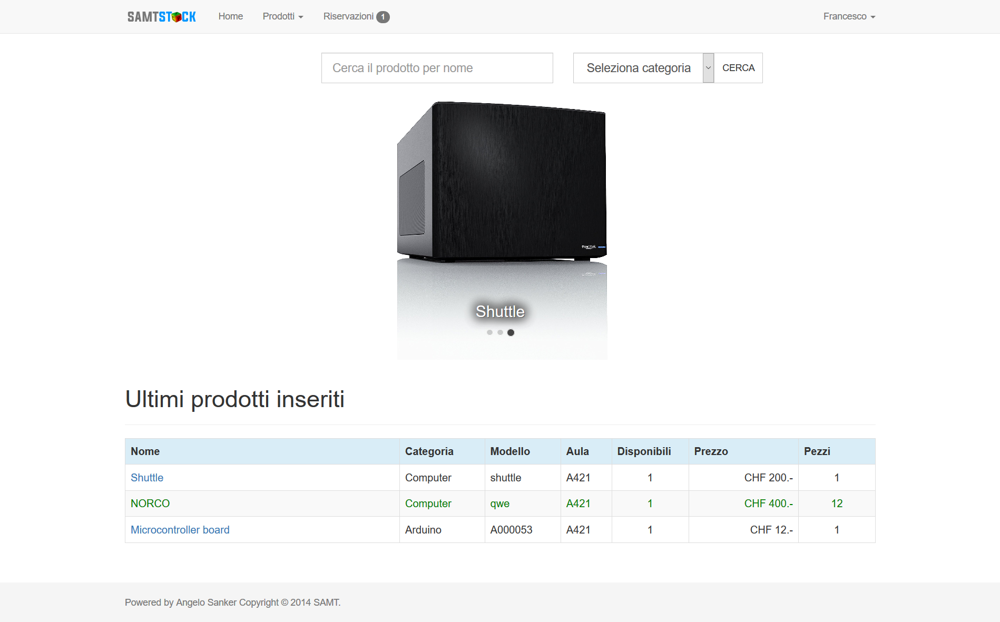 SAMTSTOCK Home Prodotti Riservazioni 1 Francesco
Cerca il prodotto per nome Seleziona categoria CERCA
Shuttle
Ultimi prodotti inseriti
Nome Categoria Modello Aula Disponibili Prezzo Pezzi
Shuttle Computer shuttle A421 1 CHF 200.- 1
NORCO Computer qwe A421 1 CHF 400.- 12
Microcontroller board Arduino A000053 A421 1 CHF 12.- 1
Powered by Angelo Sanker Copyright © 2014 SAMT.